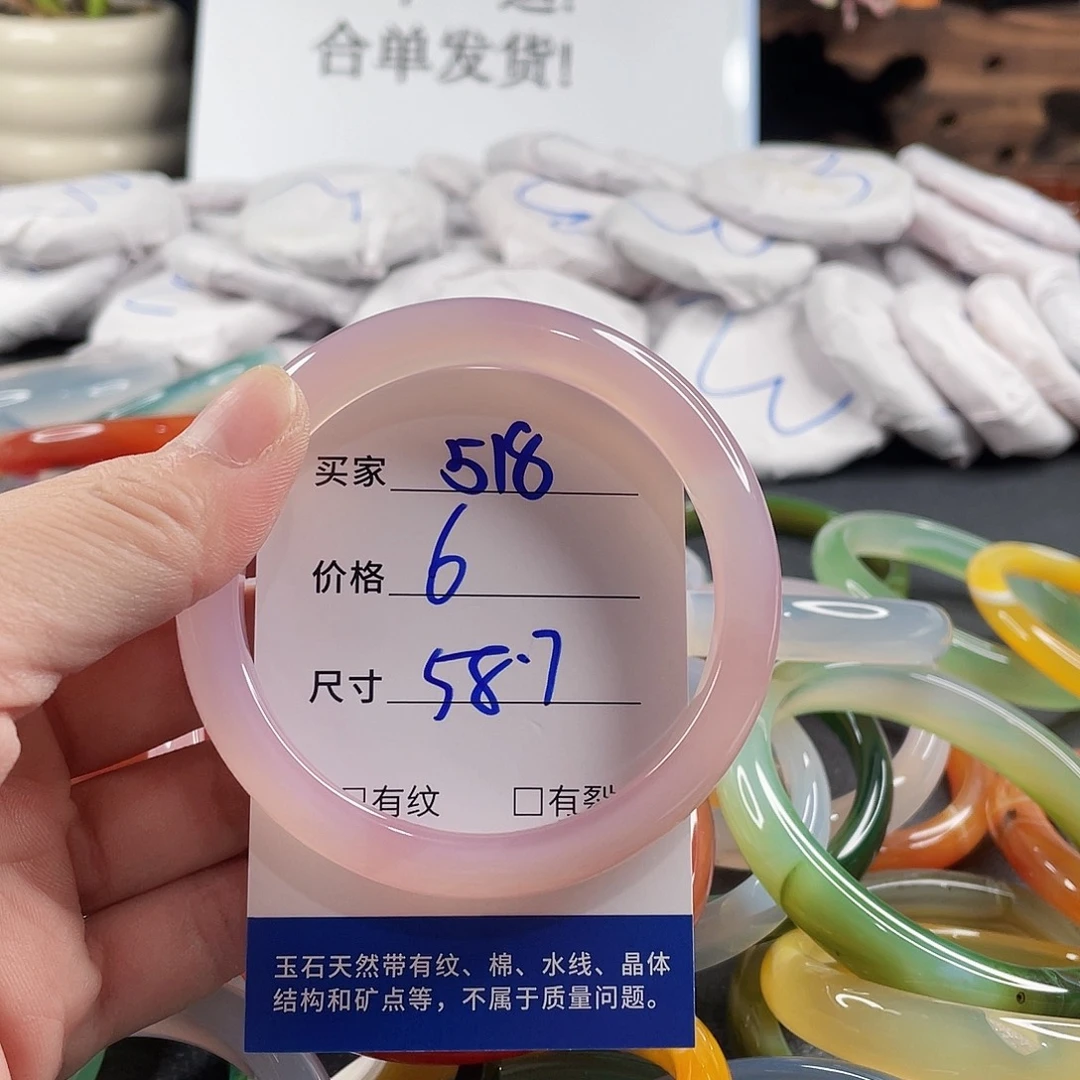 合单发货!
买家 518
价格 6
尺寸 58.7
□有纹 □有裂
玉石天然带有纹、棉、水线、晶体
结构和矿点等，不属于质量问题。